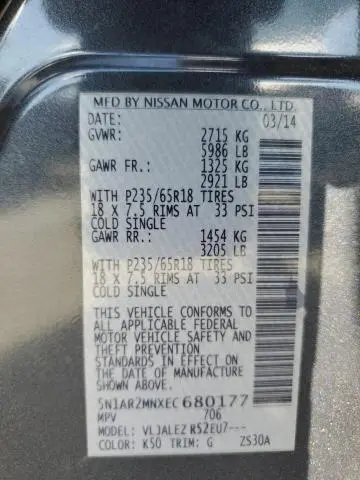 MFD BY NISSAN MOTOR CO., LTD.
DATE: 03/14
GVWR: 2715 KG
5986 LB
GAWR FR.: 1325 KG
2921 LB
WITH P235/65R18 TIRES
18 X 7.5 RIMS AT 33 PSI
COLD SINGLE
GAWR RR.: 1454 KG
3205 LB
WITH P235/65R18 TIRES
18 X 7.5 RIMS AT 33 PSI
COLD SINGLE
THIS VEHICLE CONFORMS TO
ALL APPLICABLE FEDERAL
MOTOR VEHICLE SAFETY
AND THEFT PREVENTION
STANDARDS IN EFFECT ON
THE DATE OF MANUFACTURE
SHOWN ABOVE.
5N1AR2MNXEC680177
MPV 706
MODEL: VLJALEZ R52EU7---
COLOR: K50 TRIM: G ZS30A